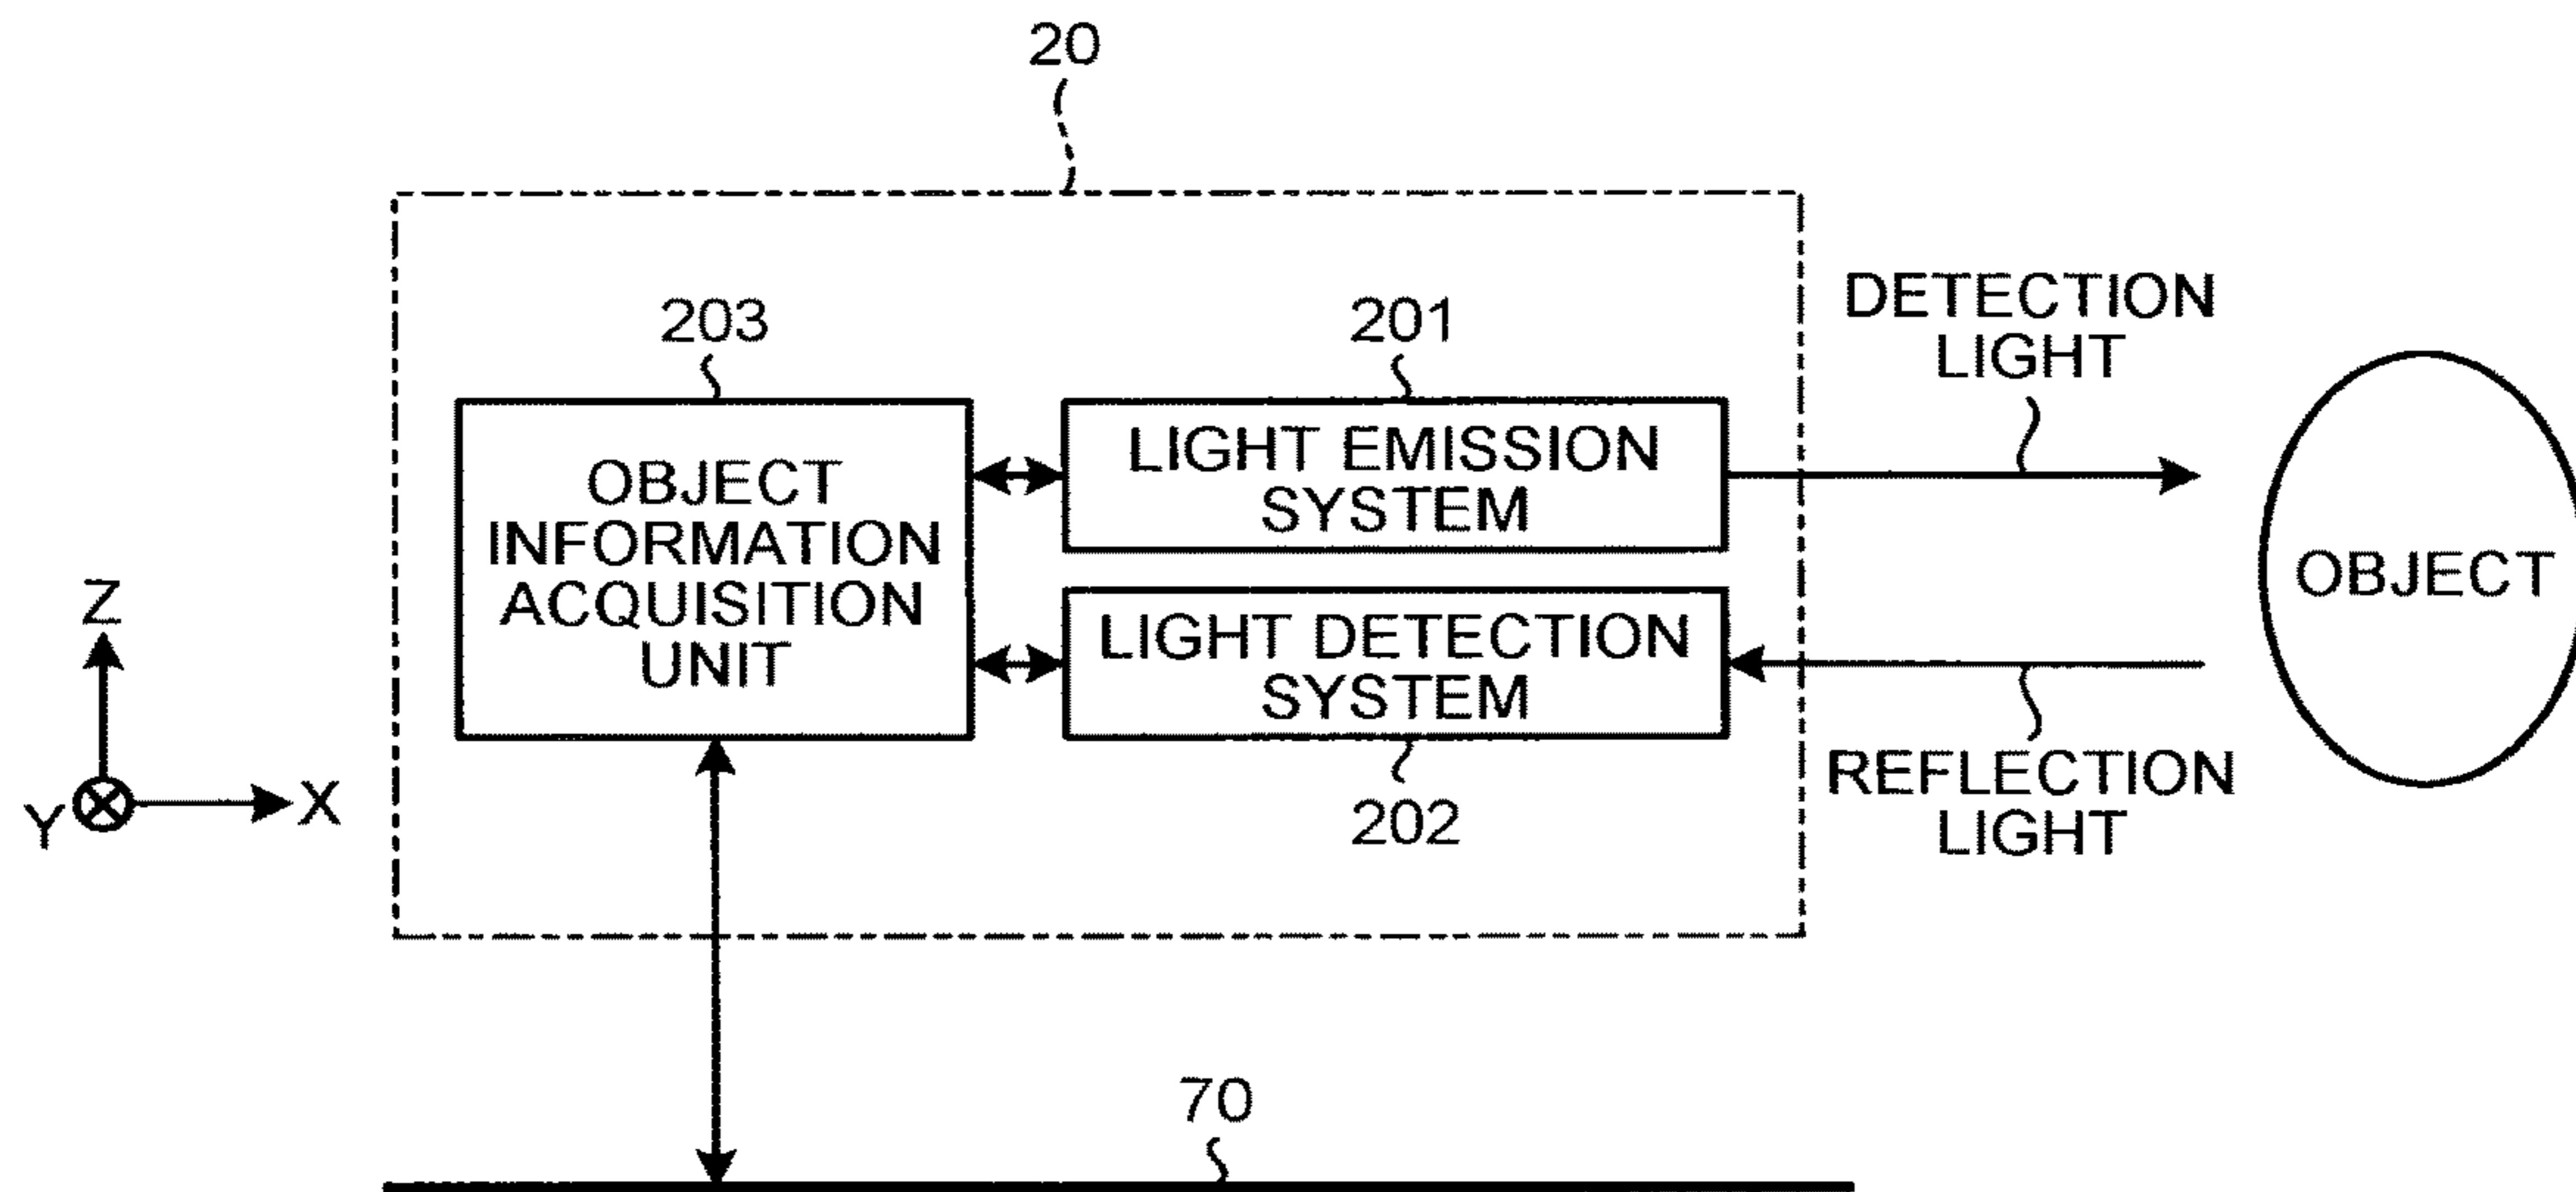 20
203
201
DETECTION
LIGHT
OBJECT
INFORMATION
ACQUISITION
UNIT
LIGHT EMISSION
SYSTEM
LIGHT DETECTION
SYSTEM
202
OBJECT
REFLECTION
LIGHT
Z
Y
X
70